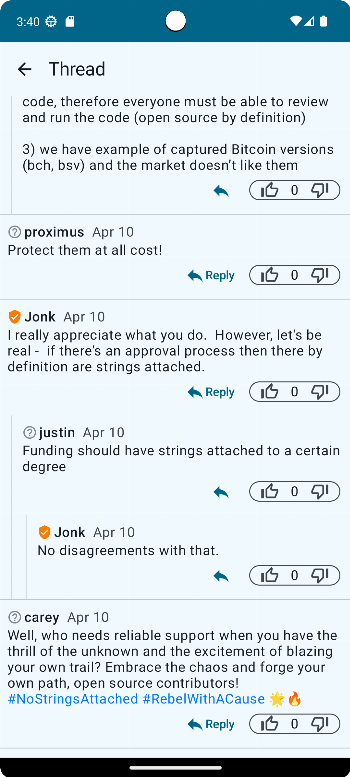 3:40
Thread
code, therefore everyone must be able to review
and run the code (open source by definition)
3) we have example of captured Bitcoin versions
(bch, bsv) and the market doesn't like them
0
proximus Apr 10
Protect them at all cost!
Reply 0
Jonk Apr 10
I really appreciate what you do. However, let's be
real - if there's an approval process then there by
definition are strings attached.
Reply 0
justin Apr 10
Funding should have strings attached to a certain
degree
0
Jonk Apr 10
No disagreements with that.
0
carey Apr 10
Well, who needs reliable support when you have the
thrill of the unknown and the excitement of blazing
your own trail? Embrace the chaos and forge your
own path, open source contributors!
#NoStringsAttached #RebelWithACause 🌟🔥
Reply 0